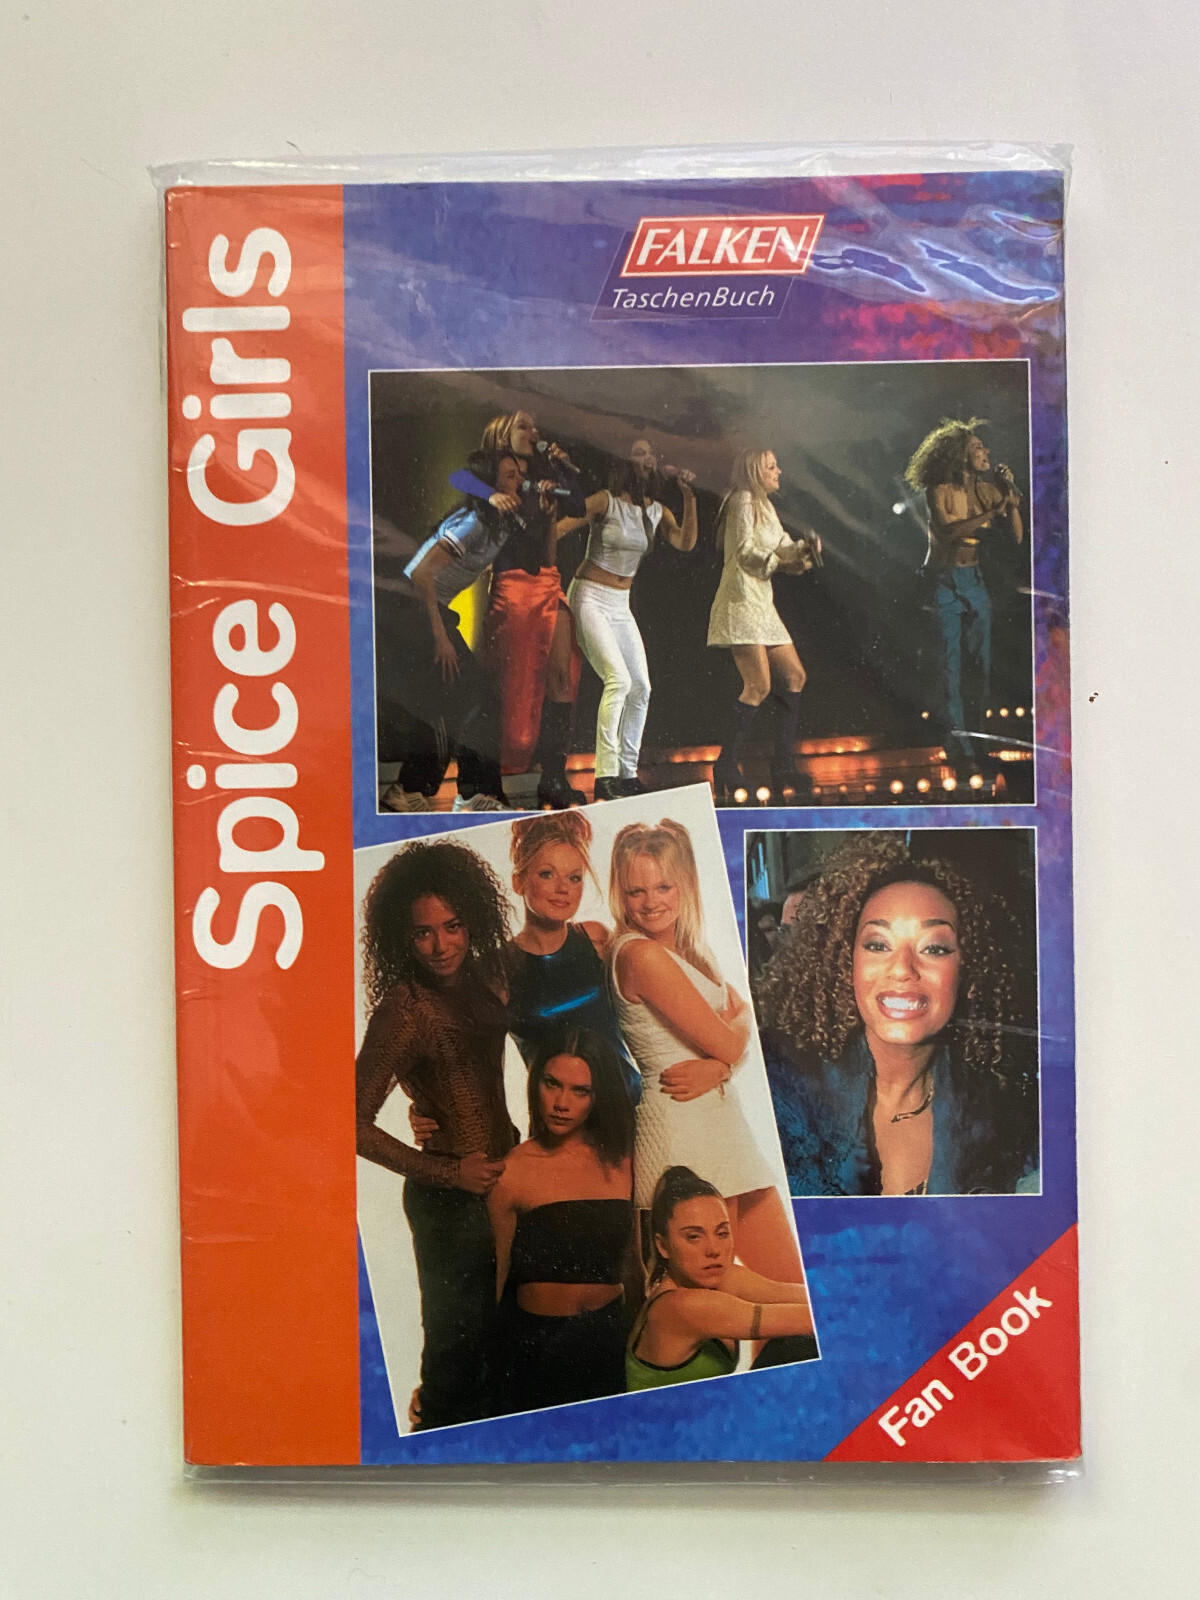 Spice Girls
FALKEN
TaschenBuch
Fan Book